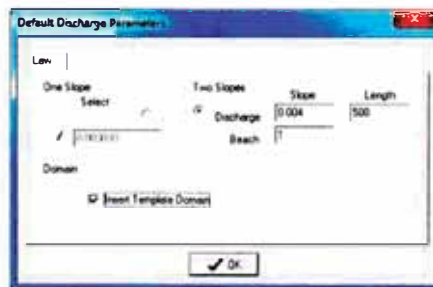 Default Discharge Parameters
Law
One Slope
Select
Two Slopes
Slope
Length
Discharge
0.004
500
Beach
1
Domain
Insert Template Domain
OK